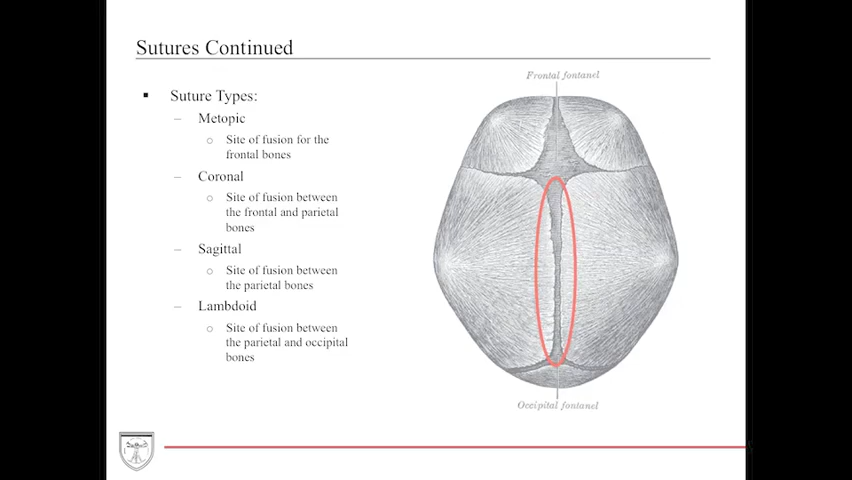 Sutures Continued
Frontal fontanel
▪ Suture Types:
– Metopic
o Site of fusion for the
frontal bones
– Coronal
o Site of fusion between
the frontal and parietal
bones
– Sagittal
o Site of fusion between
the parietal bones
– Lambdoid
o Site of fusion between
the parietal and occipital
bones
Occipital fontanel